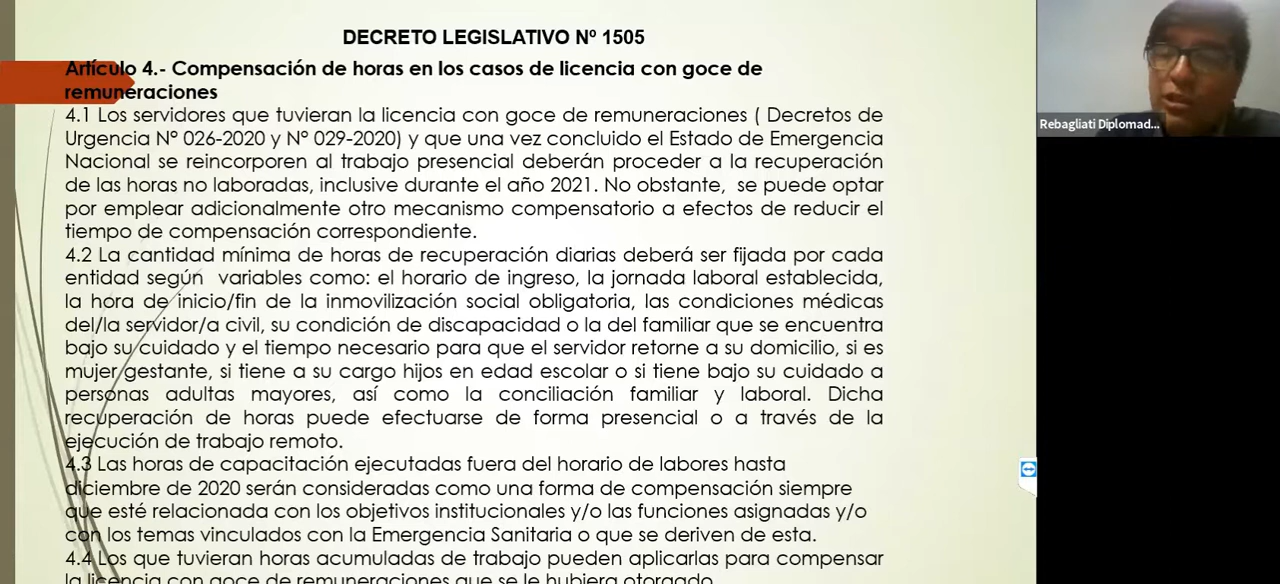 DECRETO LEGISLATIVO Nº 1505
Artículo 4.- Compensación de horas en los casos de licencia con goce de
remuneraciones
4.1 Los servidores que tuvieran la licencia con goce de remuneraciones ( Decretos de
Urgencia Nº 026-2020 y Nº 029-2020) y que una vez concluido el Estado de Emergencia
Nacional se reincorporen al trabajo presencial deberán proceder a la recuperación
de las horas no laboradas, inclusive durante el año 2021. No obstante, se puede optar
por emplear adicionalmente otro mecanismo compensatorio a efectos de reducir el
tiempo de compensación correspondiente.
4.2 La cantidad mínima de horas de recuperación diarias deberá ser fijada por cada
entidad según variables como: el horario de ingreso, la jornada laboral establecida,
la hora de inicio/fin de la inmovilización social obligatoria, las condiciones médicas
del/la servidor/a civil, su condición de discapacidad o la del familiar que se encuentra
bajo su cuidado y el tiempo necesario para que el servidor retorne a su domicilio, si es
mujer gestante, si tiene a su cargo hijos en edad escolar o si tiene bajo su cuidado a
personas adultas mayores, así como la conciliación familiar y laboral. Dicha
recuperación de horas puede efectuarse de forma presencial o a través de la
ejecución de trabajo remoto.
4.3 Las horas de capacitación ejecutadas fuera del horario de labores hasta
diciembre de 2020 serán consideradas como una forma de compensación siempre
que esté relacionada con los objetivos institucionales y/o las funciones asignadas y/o
con los temas vinculados con la Emergencia Sanitaria o que se deriven de esta.
4.4 Los que tuvieran horas acumuladas de trabajo pueden aplicarlas para compensar
la licencia con goce de remuneraciones que se le hubiera otorgado
Rebagliati Diplomad...